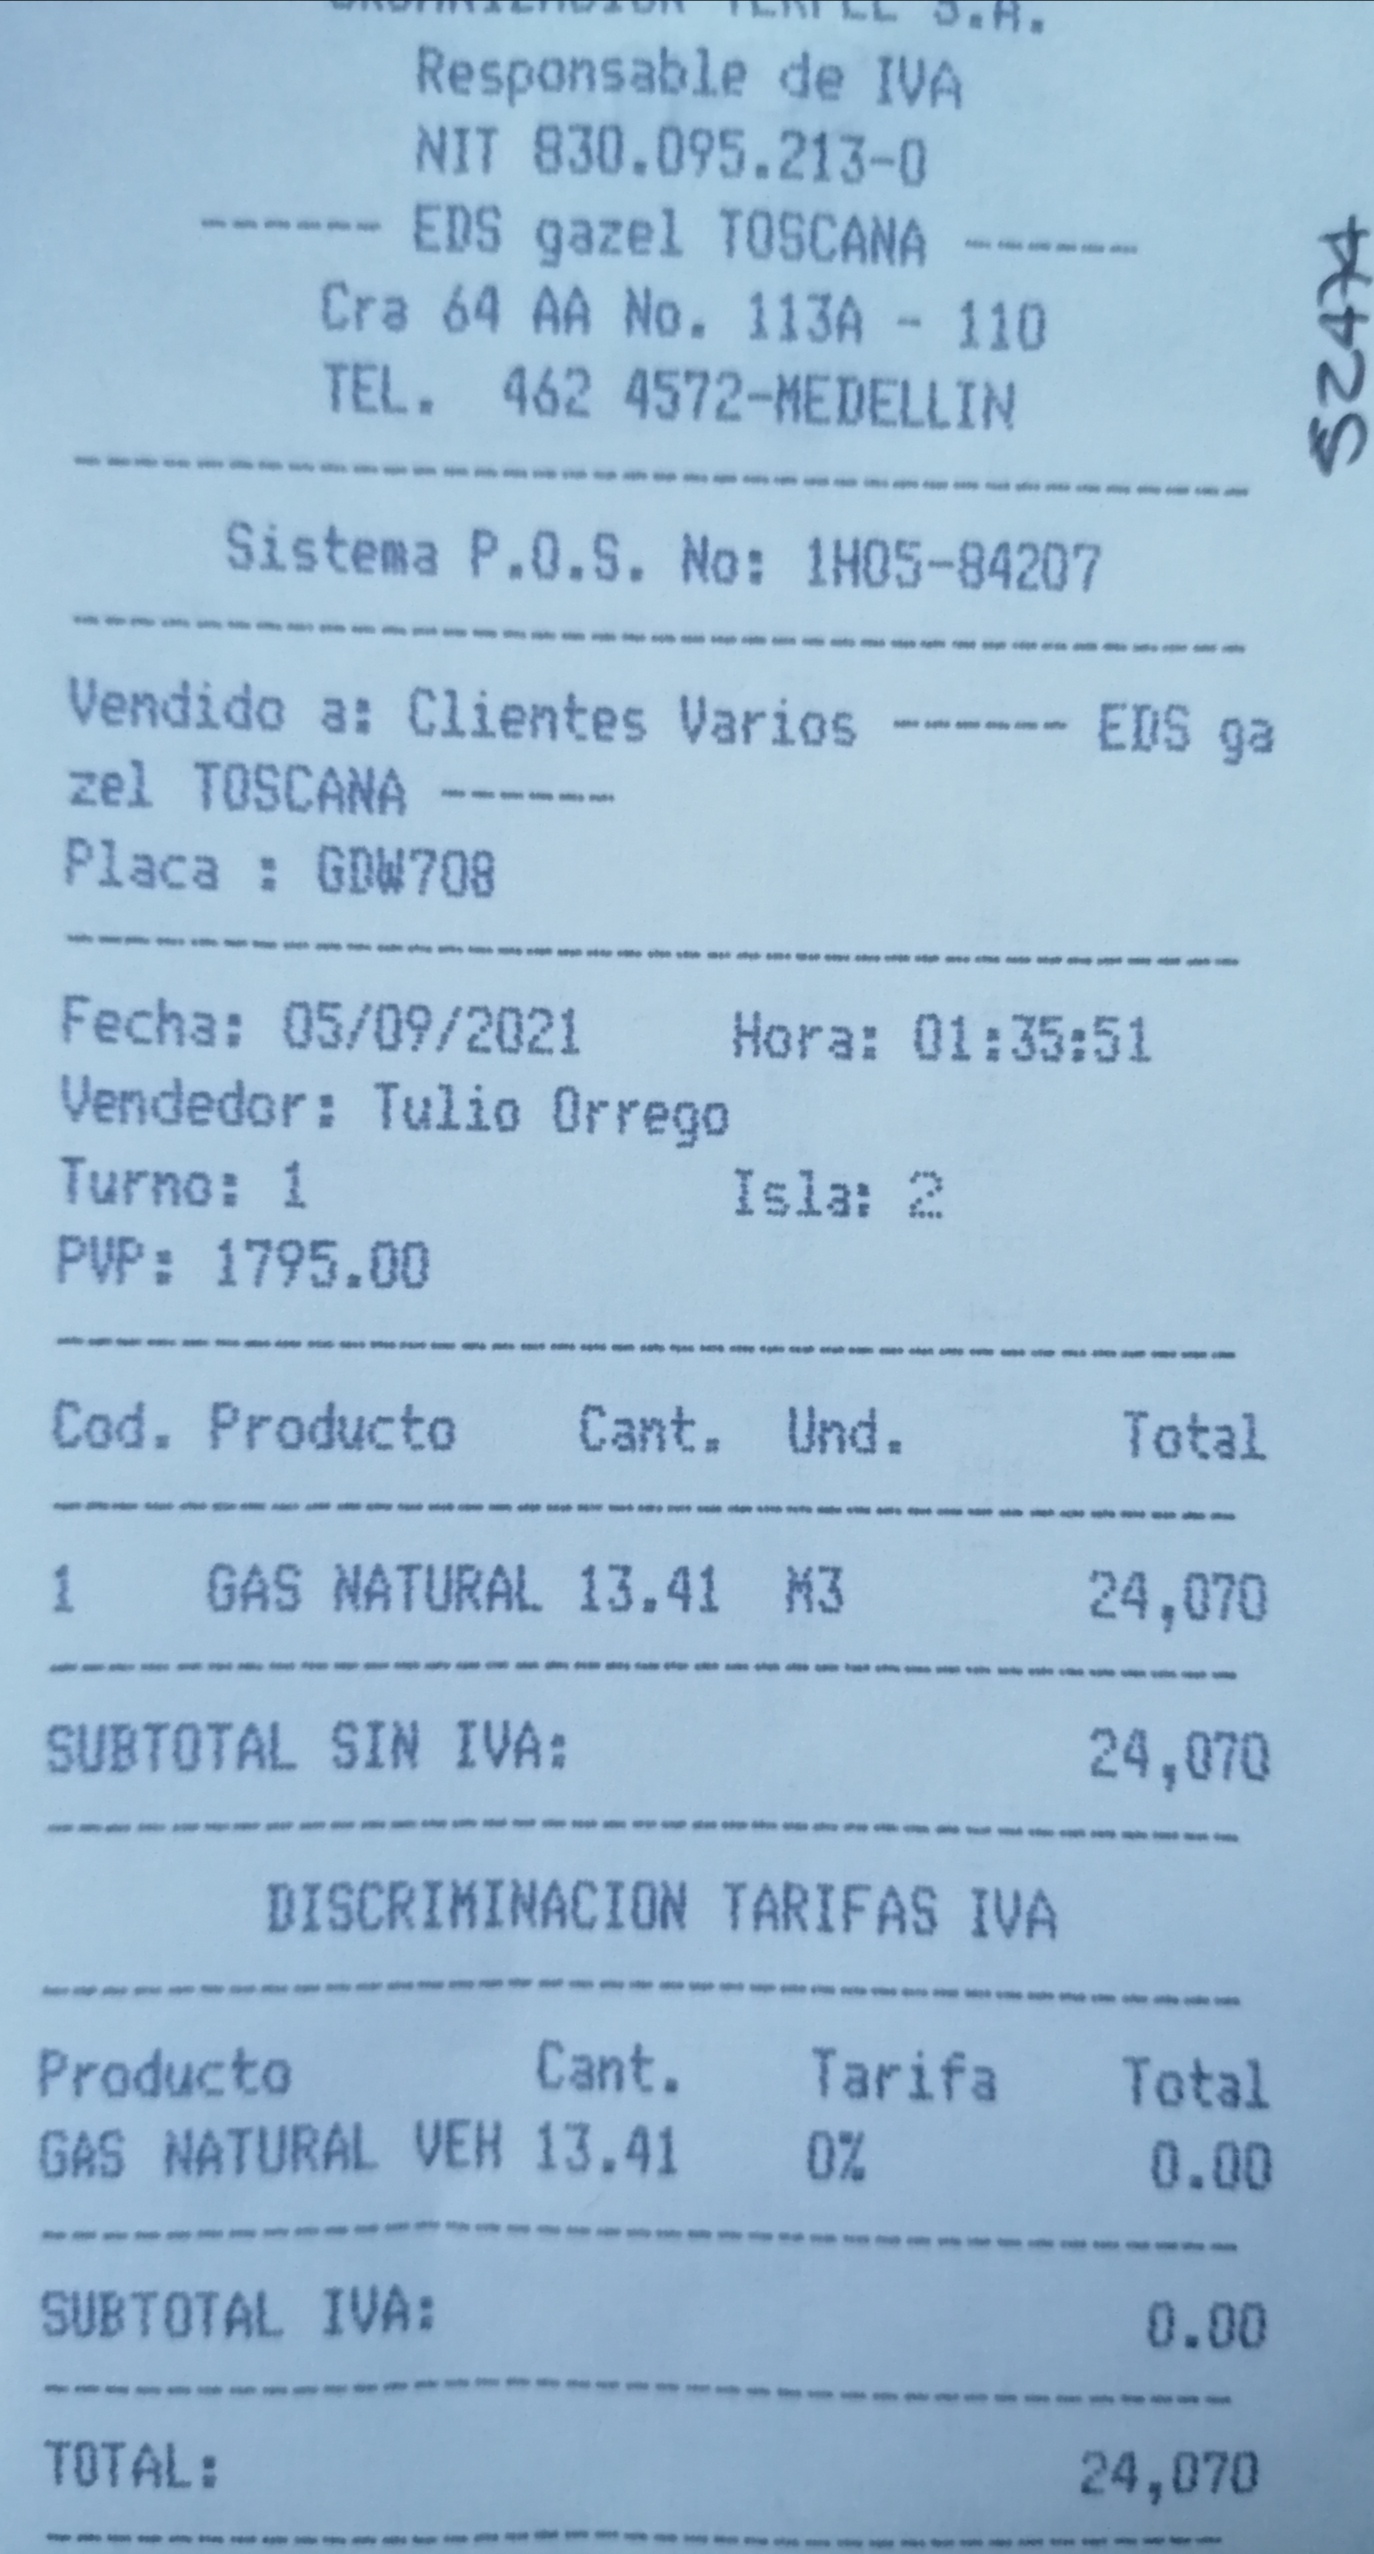 ORGANIZACION TERPEL S.A.
Responsable de IVA
NIT 830.095.213-0
------ EDS gazel TOSCANA ------
Cra 64 AA No. 113A - 110
TEL. 462 4572-MEDELLIN
Sistema P.O.S. No: 1H05-84207
Vendido a: Clientes Varios ------ EDS ga
zel TOSCANA ------
Placa : GDW708
Fecha: 05/09/2021 Hora: 01:35:51
Vendedor: Tulio Orrego
Turno: 1 Isla: 2
PVP: 1795.00
Cod. Producto Cant. Und. Total
1 GAS NATURAL 13.41 M3 24,070
SUBTOTAL SIN IVA: 24,070
DISCRIMINACION TARIFAS IVA
Producto Cant. Tarifa Total
GAS NATURAL VEH 13.41 0% 0.00
SUBTOTAL IVA: 0.00
TOTAL: 24,070